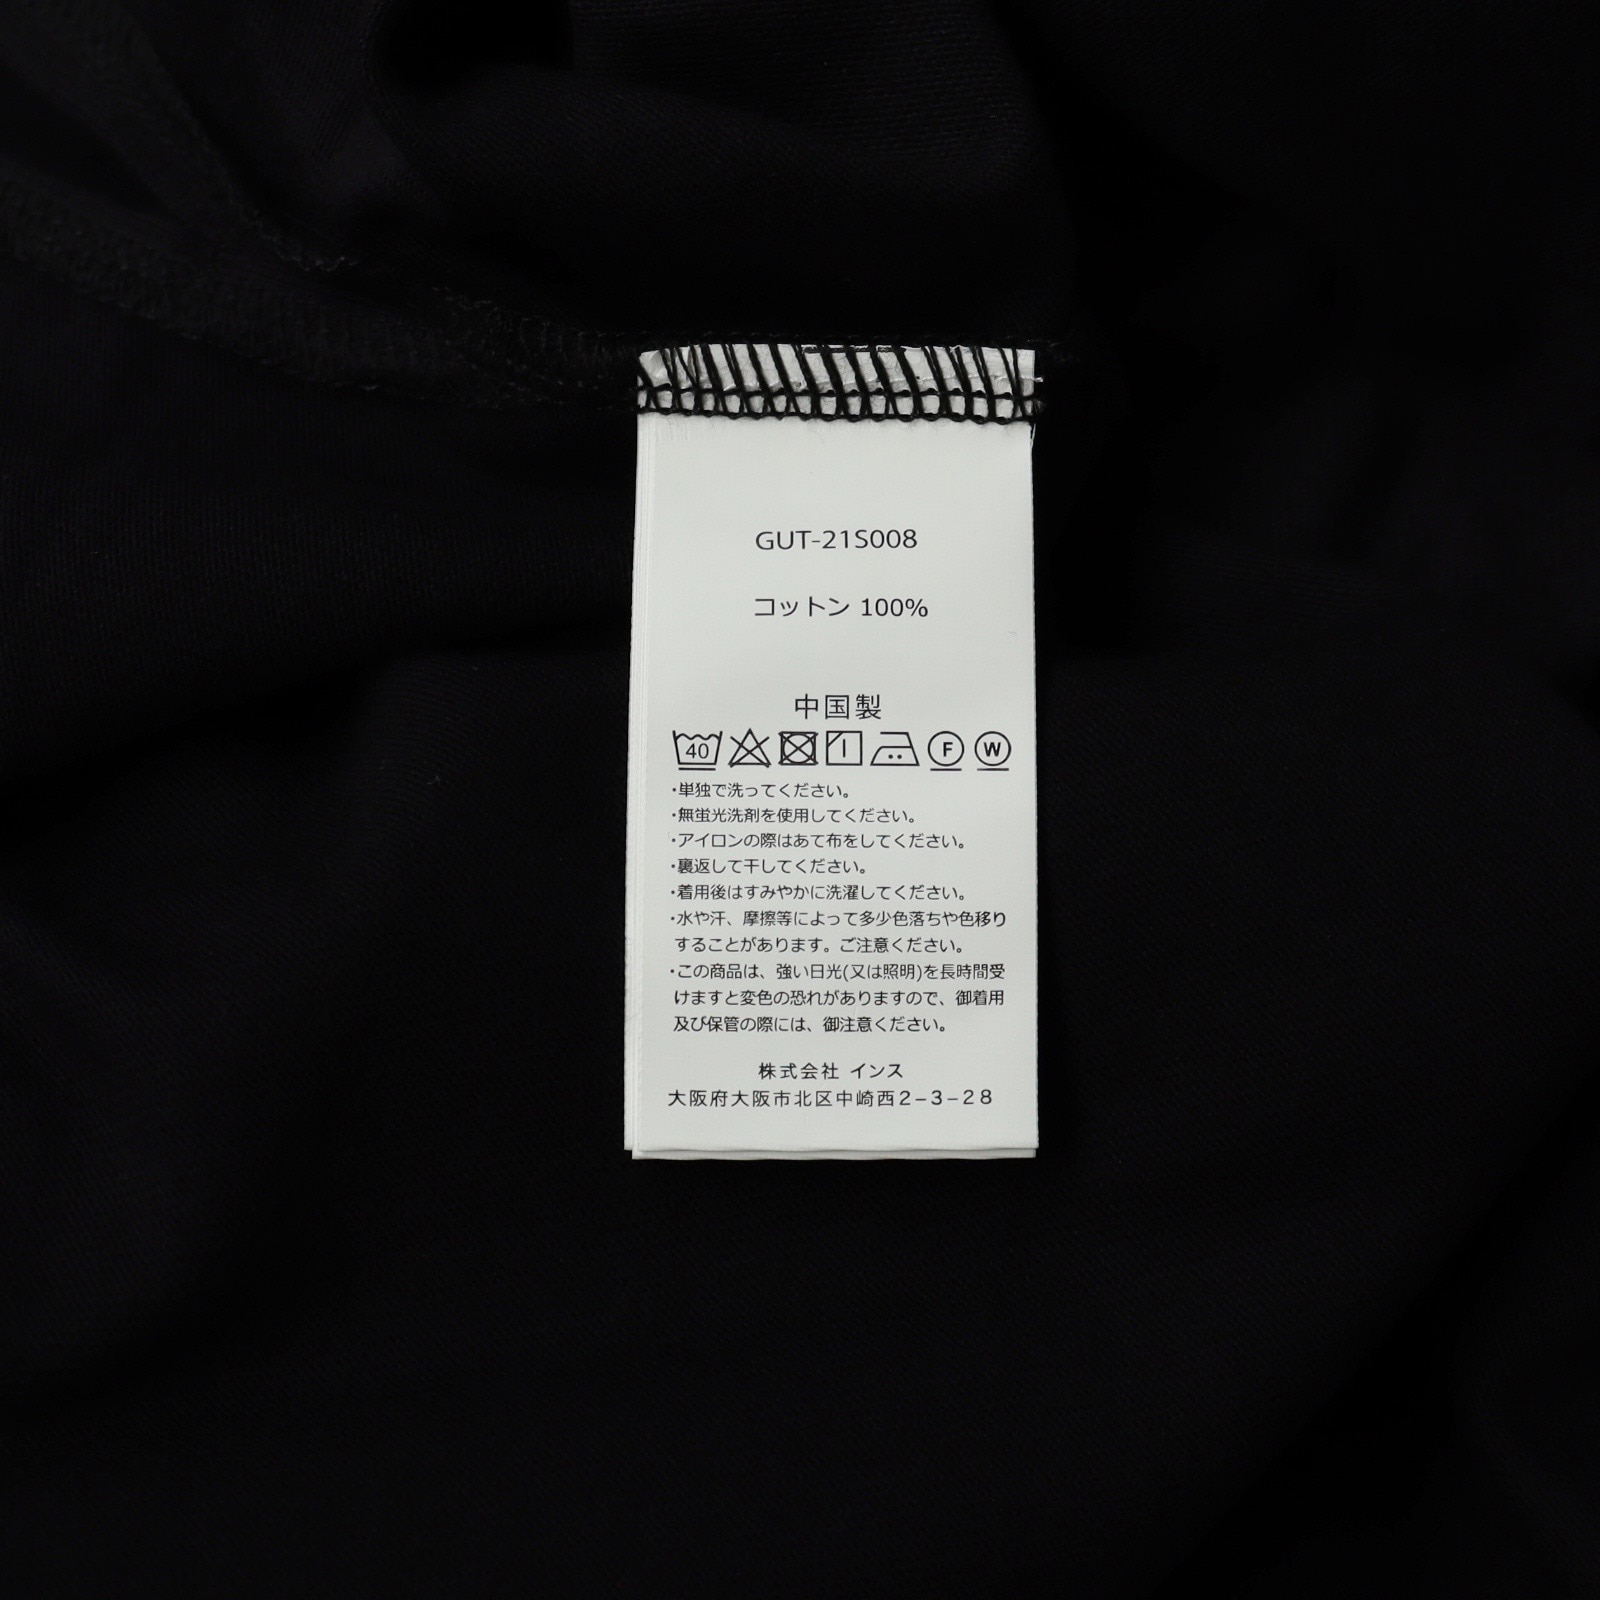 GUT-21S008
コットン 100%
中国製
40 F W
・単独で洗ってください。
・無蛍光洗剤を使用してください。
・アイロンの際はあて布をしてください。
・裏返して干してください。
・着用後はすみやかに洗濯してください。
・水や汗、摩擦等によって多少色落ちや色移り
することがあります。ご注意ください。
・この商品は、強い日光(又は照明)を長時間受
けますと変色の恐れがありますので、御着用
及び保管の際には、御注意ください。
株式会社 インス
大阪府大阪市北区中崎西2−3−28